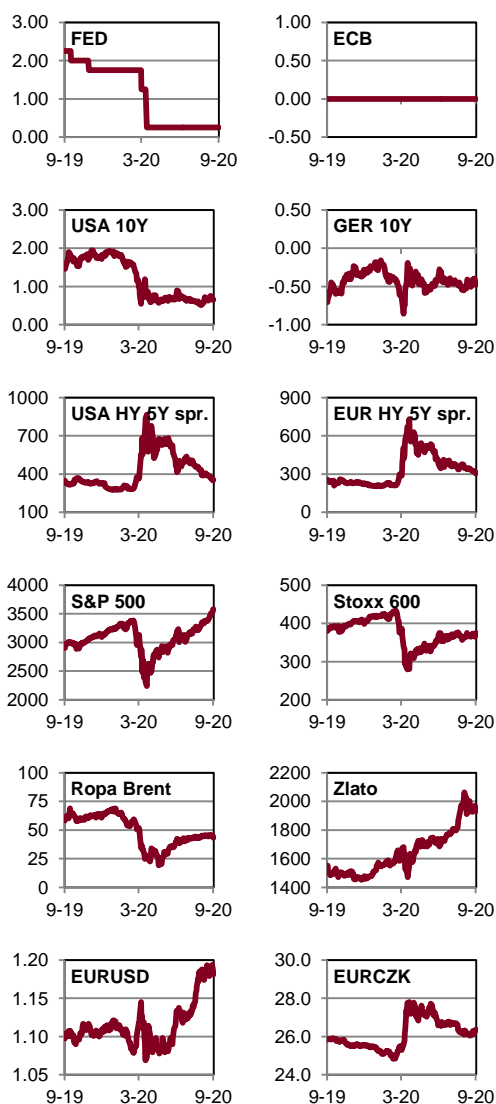 FED
3.00
2.00
1.00
0.00
9-19 3-20 9-20
ECB
1.00
0.50
0.00
-0.50
9-19 3-20 9-20
USA 10Y
3.00
2.00
1.00
0.00
9-19 3-20 9-20
GER 10Y
0.50
0.00
-0.50
-1.00
9-19 3-20 9-20
USA HY 5Y spr.
1000
700
400
100
9-19 3-20 9-20
EUR HY 5Y spr.
900
600
300
0
9-19 3-20 9-20
S&P 500
4000
3500
3000
2500
2000
9-19 3-20 9-20
Stoxx 600
500
400
300
200
9-19 3-20 9-20
Ropa Brent
100
75
50
25
0
9-19 3-20 9-20
Zlato
2200
2000
1800
1600
1400
9-19 3-20 9-20
EURUSD
1.20
1.15
1.10
1.05
9-19 3-20 9-20
EURCZK
30.0
28.0
26.0
24.0
9-19 3-20 9-20